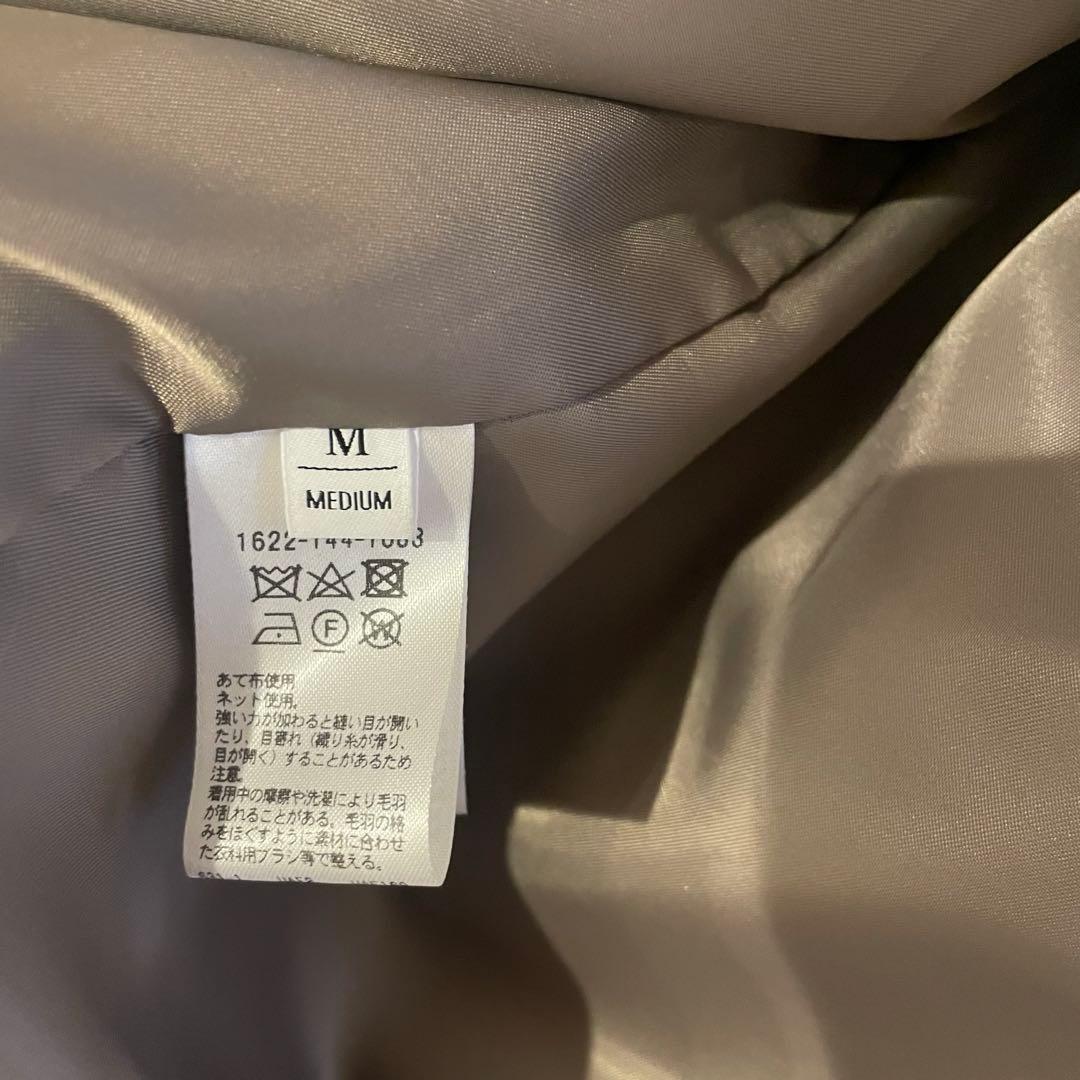 M
MEDIUM
1622-144-
F
W
あて布使用
ネット使用。
強い力が加わると縫い目が開い
たり、目寄れ（織り糸が滑り、
目が開く）することがあるため
注意。
着用中の摩擦や洗濯により毛羽
が乱れることがある。毛羽の絡
みをほぐすように素材に合わせ
た衣料用ブラシ等で整える。